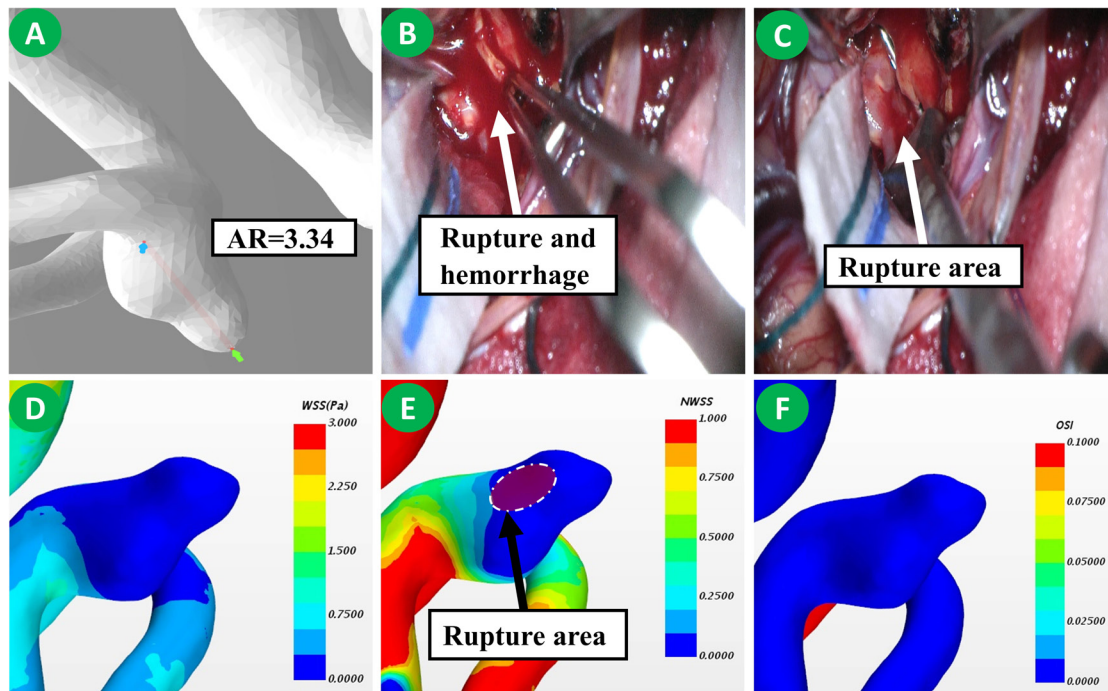 A
AR=3.34
B
Rupture and
hemorrhage
C
Rupture area
D
WSS(Pa)
3.000
2.250
1.500
0.7500
0.0000
E
NWSS
1.000
0.7500
0.5000
0.2500
0.0000
Rupture area
F
OSI
0.1000
0.07500
0.05000
0.02500
0.0000